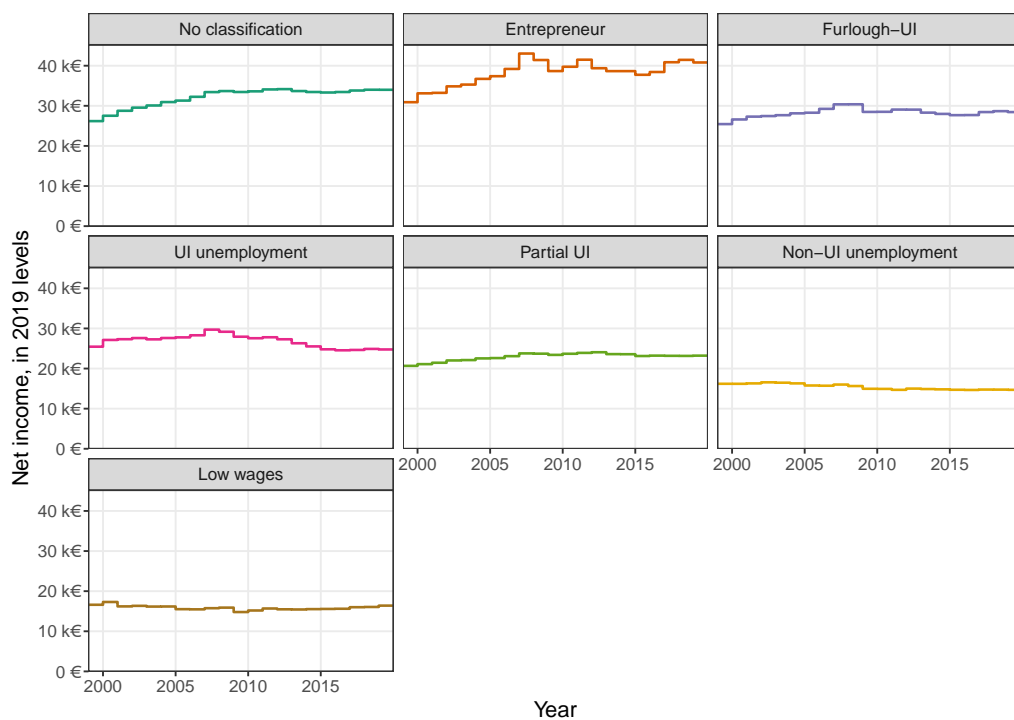 No classification
Entrepreneur
Furlough−UI
40 k€
30 k€
20 k€
10 k€
0 €
UI unemployment
Partial UI
Non−UI unemployment
40 k€
30 k€
20 k€
10 k€
0 €
2000 2005 2010 2015
2000 2005 2010 2015
Low wages
40 k€
30 k€
20 k€
10 k€
0 €
2000 2005 2010 2015
Year
Net income, in 2019 levels